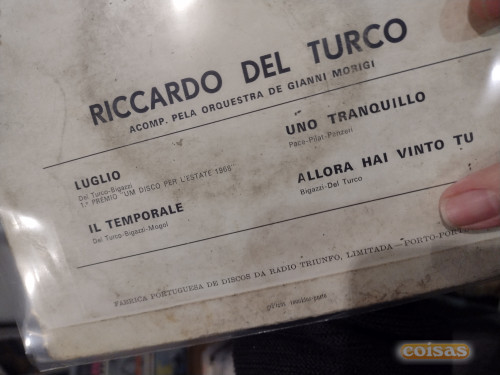 RICCARDO DEL TURCO
ACOMP. PELA ORQUESTRA DE GIANNI MORIGI
LUGLIO
Del Turco-Bigazzi
1.º PREMIO "UM DISCO PER L'ESTATE 1968"
IL TEMPORALE
Del Turco-Bigazzi-Mogol
UNO TRANQUILLO
Pace-Pilat-Panzeri
ALLORA HAI VINTO TU
Bigazzi-Del Turco
FABRICA PORTUGUESA DE DISCOS DA RADIO TRIUNFO, LIMITADA — PORTO-PORT
coisas